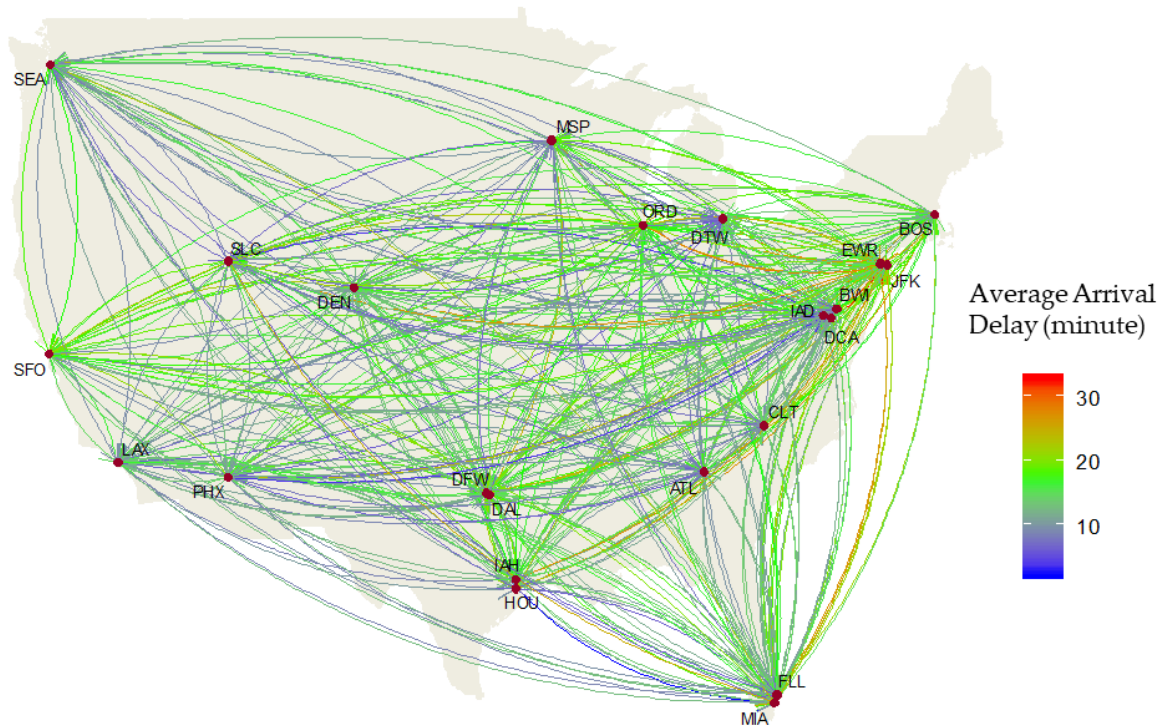 SEA
MSP
ORD
DTW
BOS
SLC
EWR
JFK
DEN
BWI
IAD
DCA
SFO
CLT
LAX
PHX
DFW
DAL
ATL
IAH
HOU
FLL
MIA
Average Arrival
Delay (minute)
30
20
10